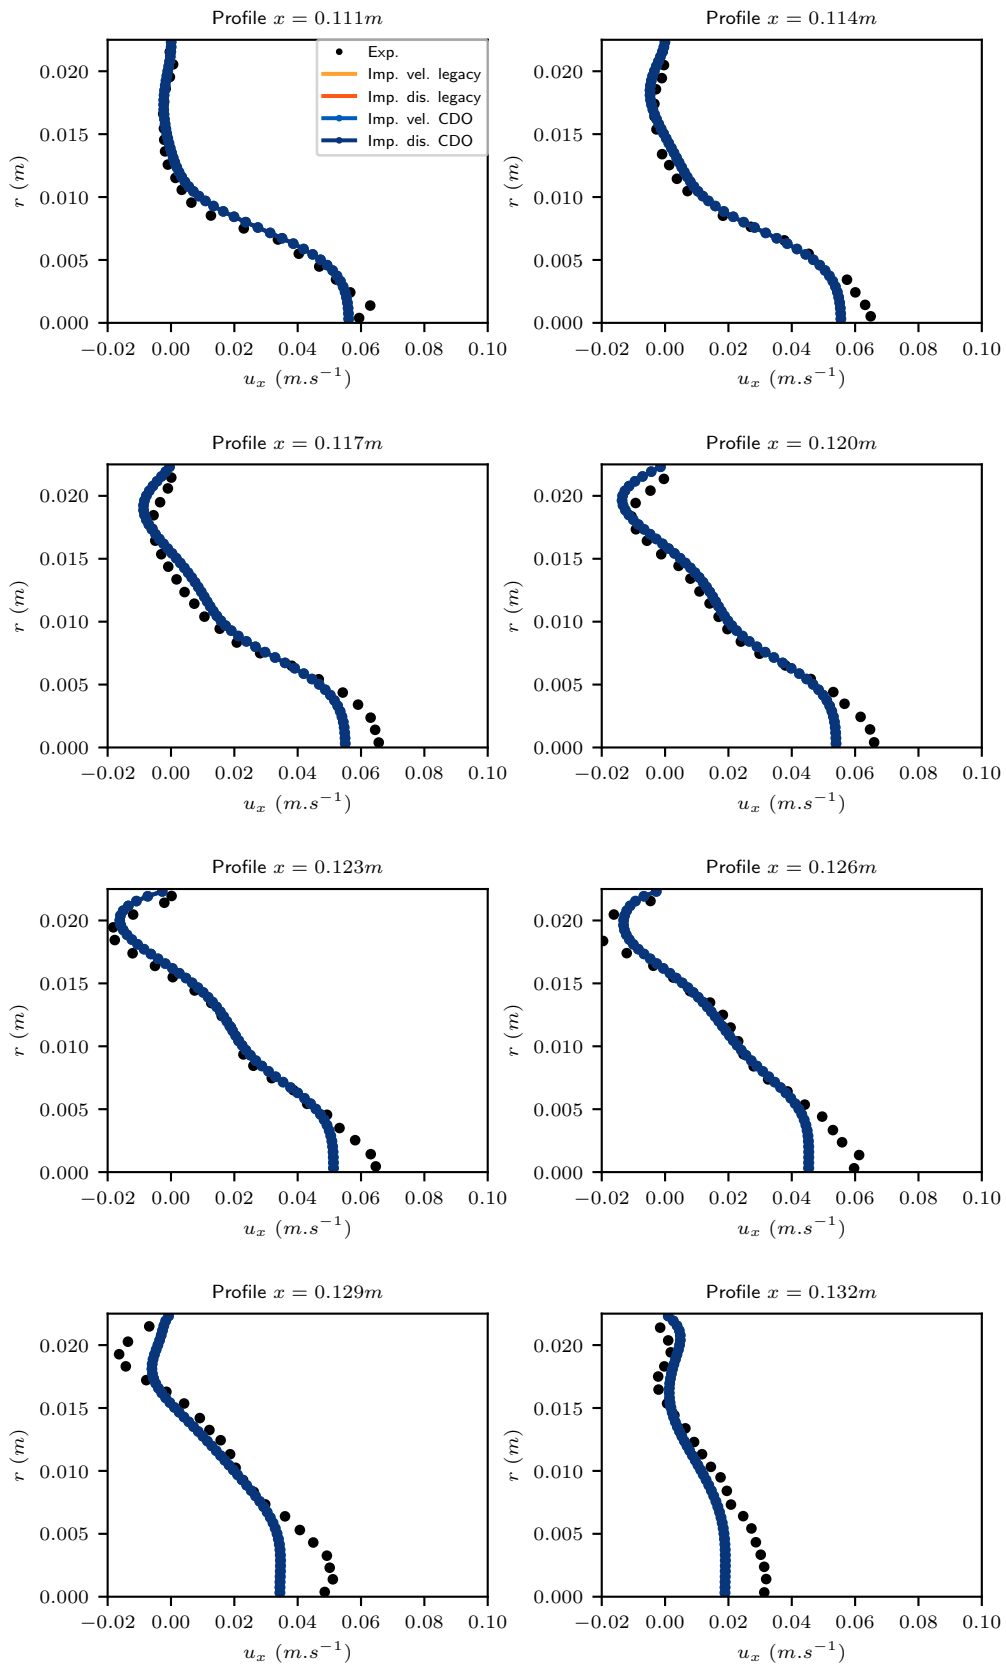 Profile x = 0.111m
Profile x = 0.114m
0.020
0.015
0.010
0.005
0.000
r (m)
Exp.
Imp. vel. legacy
Imp. dis. legacy
Imp. vel. CDO
Imp. dis. CDO
−0.02 0.00 0.02 0.04 0.06 0.08 0.10
u_x (m.s⁻¹)
0.020
0.015
0.010
0.005
0.000
r (m)
−0.02 0.00 0.02 0.04 0.06 0.08 0.10
u_x (m.s⁻¹)
Profile x = 0.117m
Profile x = 0.120m
0.020
0.015
0.010
0.005
0.000
r (m)
−0.02 0.00 0.02 0.04 0.06 0.08 0.10
u_x (m.s⁻¹)
0.020
0.015
0.010
0.005
0.000
r (m)
−0.02 0.00 0.02 0.04 0.06 0.08 0.10
u_x (m.s⁻¹)
Profile x = 0.123m
Profile x = 0.126m
0.020
0.015
0.010
0.005
0.000
r (m)
−0.02 0.00 0.02 0.04 0.06 0.08 0.10
u_x (m.s⁻¹)
0.020
0.015
0.010
0.005
0.000
r (m)
−0.02 0.00 0.02 0.04 0.06 0.08 0.10
u_x (m.s⁻¹)
Profile x = 0.129m
Profile x = 0.132m
0.020
0.015
0.010
0.005
0.000
r (m)
−0.02 0.00 0.02 0.04 0.06 0.08 0.10
u_x (m.s⁻¹)
0.020
0.015
0.010
0.005
0.000
r (m)
−0.02 0.00 0.02 0.04 0.06 0.08 0.10
u_x (m.s⁻¹)